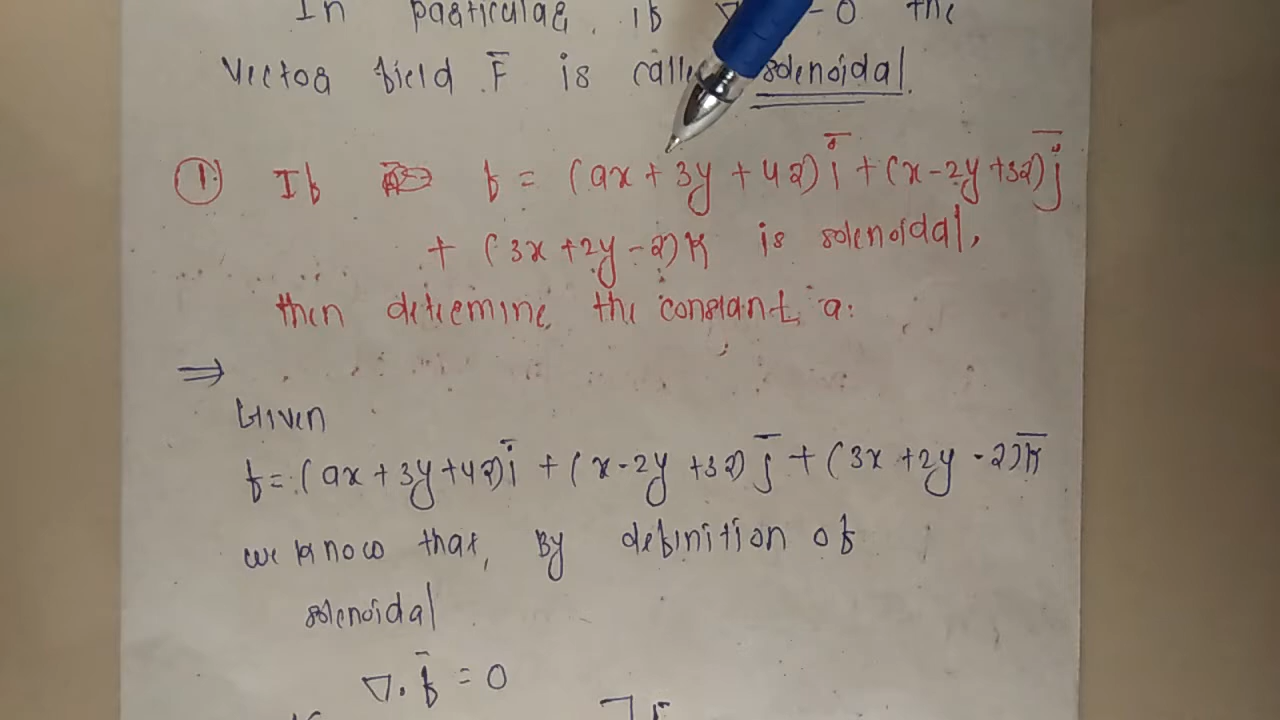 In particular, if ∇ = 0 the
vector field F̄ is called solenoidal.
① If f = (ax + 3y + 4z) i̅ + (x - 2y + 3z) j̅
+ (3x + 2y - z) k is solenoidal,
then determine the constant a.
⇒
Given
f = (ax + 3y + 4z) i̅ + (x - 2y + 3z) j̅ + (3x + 2y - z) k̅
we know that, By definition of
solenoidal
∇. f̅ = 0